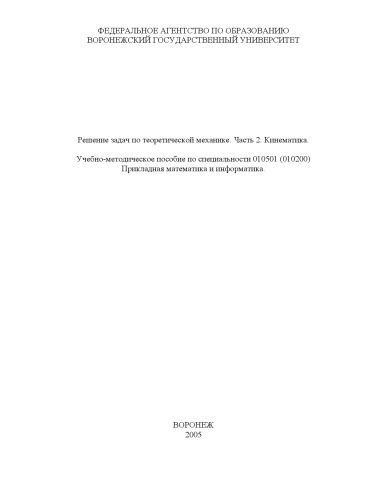 ФЕДЕРАЛЬНОЕ АГЕНТСТВО ПО ОБРАЗОВАНИЮ
ВОРОНЕЖСКИЙ ГОСУДАРСТВЕННЫЙ УНИВЕРСИТЕТ
Решение задач по теоретической механике. Часть 2. Кинематика.
Учебно-методическое пособие по специальности 010501 (010200)
Прикладная математика и информатика.
ВОРОНЕЖ
2005